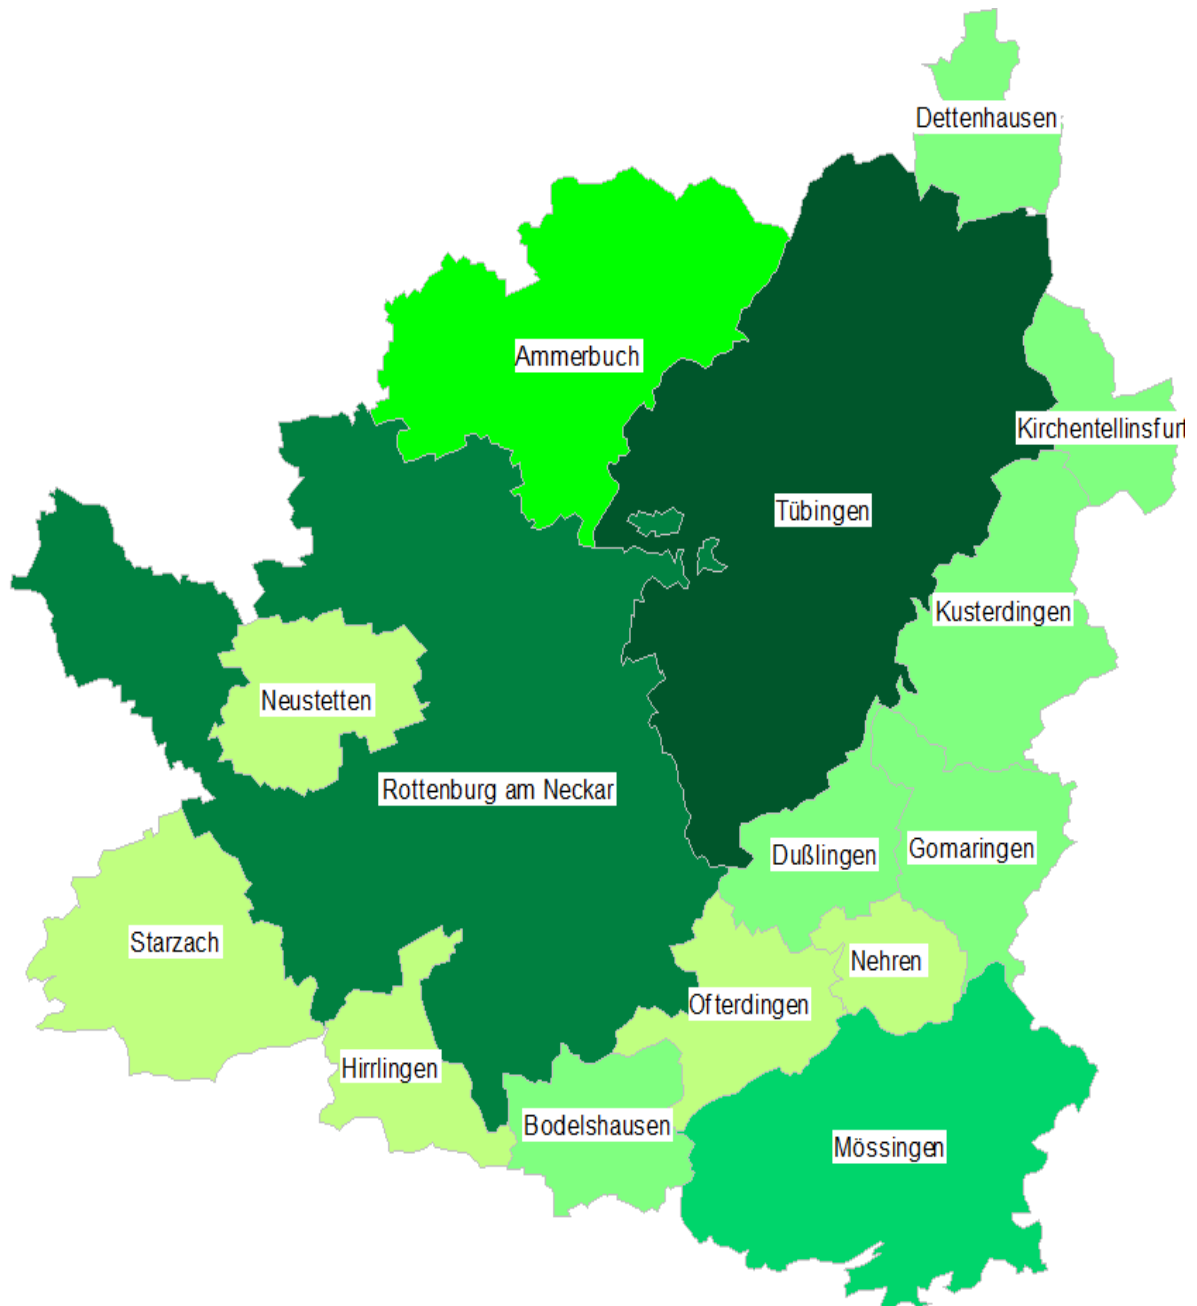 Dettenhausen
Ammerbuch
Kirchentellinsfurt
Tübingen
Kusterdingen
Neustetten
Rottenburg am Neckar
Dußlingen
Gomaringen
Starzach
Nehren
Ofterdingen
Hirrlingen
Bodelshausen
Mössingen